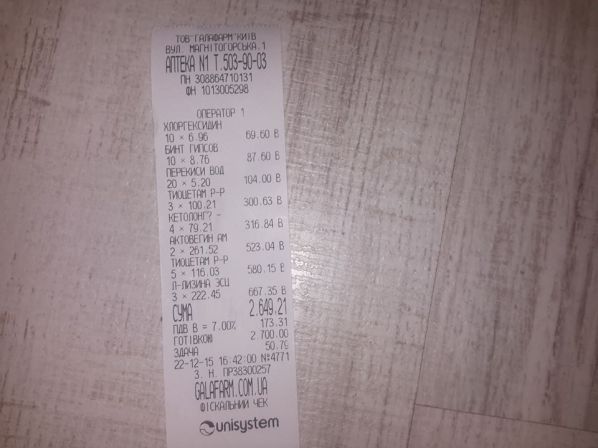 ТОВ"ГАЛАФАРМ"КИЇВ
ВУЛ. МАГНІТОГОРСЬКА.1
АПТЕКА N1 Т.503-90-03
ПН 308864710131
ФН 1013005298
ОПЕРАТОР 1
ХЛОРГЕКСИДИН
10 × 6.96 69.60 В
БИНТ ГИПСОВ
10 × 8.76 87.60 В
ПЕРЕКИСИ ВОД
20 × 5.20 104.00 В
ТИОЦЕТАМ Р-Р
3 × 100.21 300.63 В
КЕТОЛОНГ? -
4 × 79.21 316.84 В
АКТОВЕГИН АМ
2 × 261.52 523.04 В
ТИОЦЕТАМ Р-Р
5 × 116.03 580.15 В
Л-ЛИЗИНА ЭСЦ
3 × 222.45 667.35 В
СУМА 2.649.21
ПДВ В = 7.00% 173.31
ГОТІВКОЮ 2 700.00
ЗДАЧА 50.79
22-12-15 16:42:00 №4771
З. Н. ПР38300257
GALAFARM.COM.UA
ФІСКАЛЬНИЙ ЧЕК
unisystem